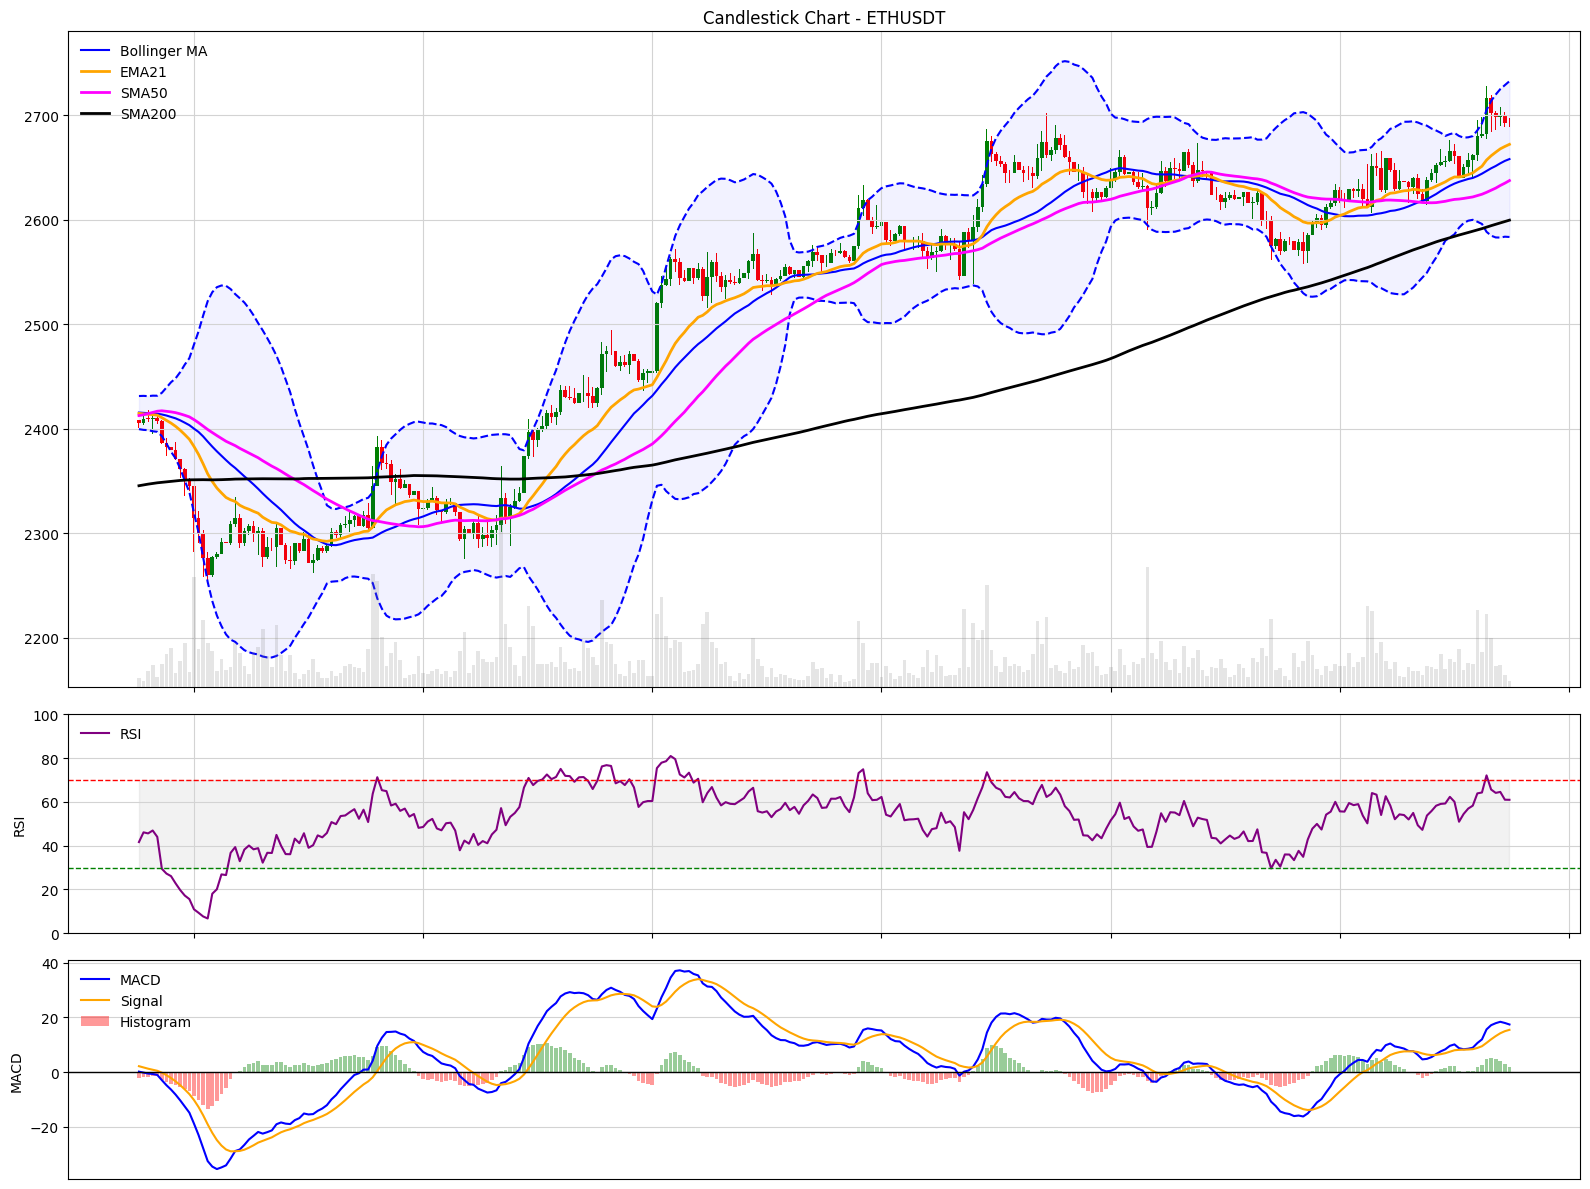 Candlestick Chart - ETHUSDT
Bollinger MA
EMA21
SMA50
SMA200
2700
2600
2500
2400
2300
2200
RSI
100
80
60
40
20
0
RSI
MACD
Signal
Histogram
40
20
0
−20
MACD